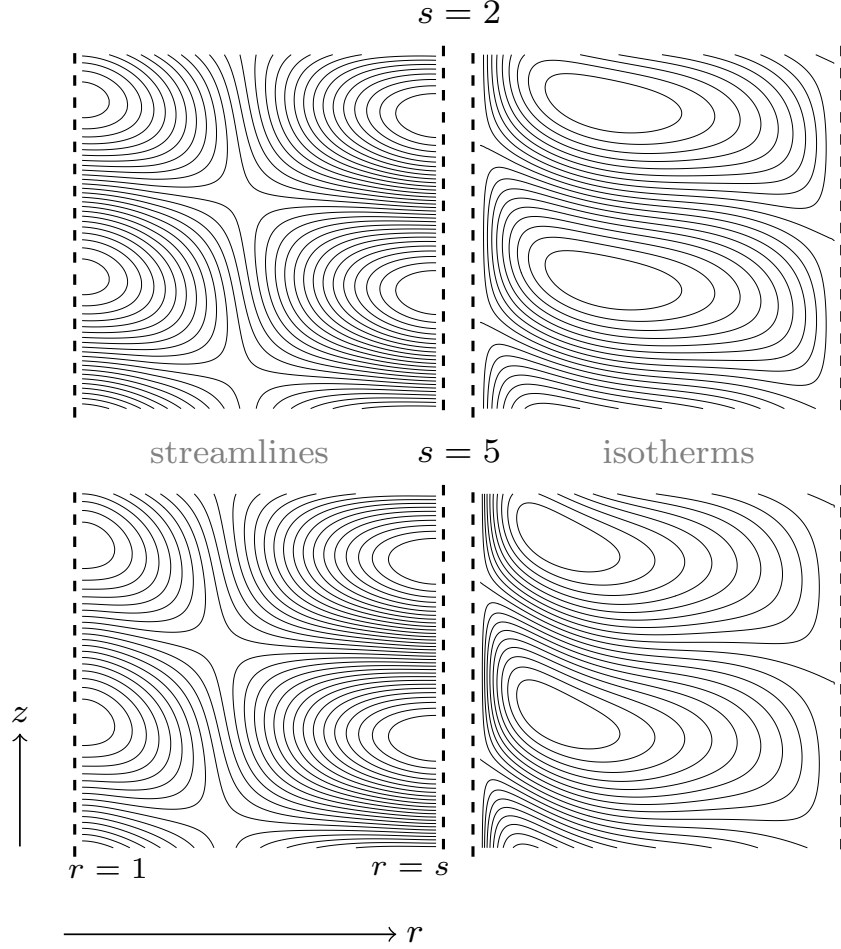 s = 2
streamlines
s = 5
isotherms
z
r = 1
r = s
r